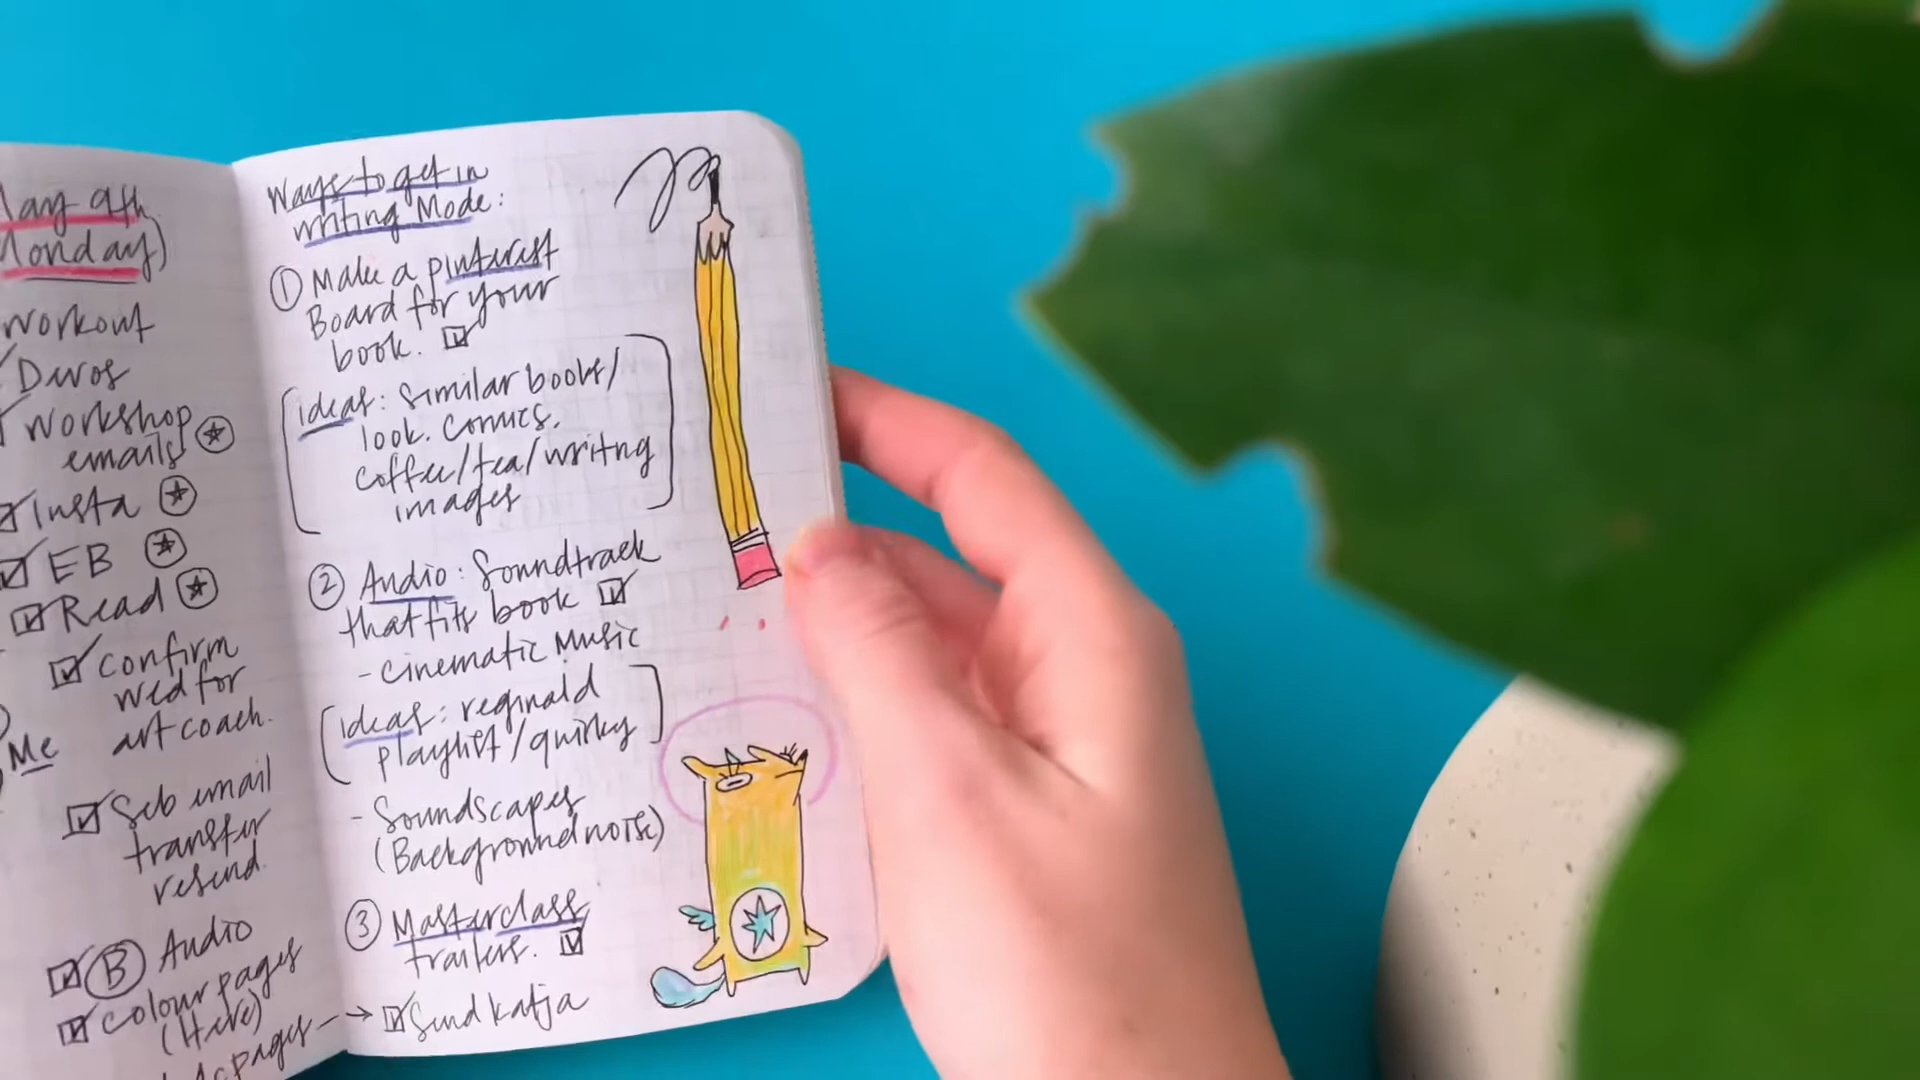 May 9th
Monday)
Workout
Duros
Workshop
emails
Insta
EB
Read
confirm
wed for
art coach.
Me
Seb email
transfer
resend.
B Audio
colour pages
(Here)
pages
Ways to get in
writing Mode:
1 Make a pinterest
Board for your
book.
ideas: Similar books/
look. Comics.
coffee/tea/writing
images
2 Audio: Soundtrack
that fits book
- cinematic Music
ideas: reginald
playlist/quirky
- Soundscapes
(Background noise)
3 Masterclass
trailers.
Send katja